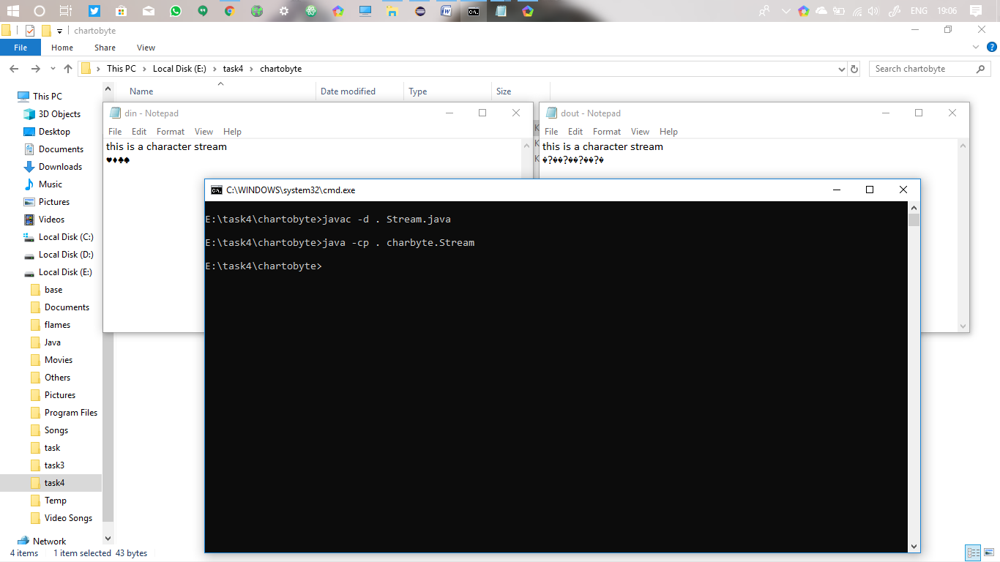 ENG 19:06
chartobyte
File Home Share View
This PC Local Disk (E:) task4 chartobyte
Search chartobyte
Name Date modified Type Size
This PC
3D Objects
Desktop
Documents
Downloads
Music
Pictures
Videos
Local Disk (C:)
Local Disk (D:)
Local Disk (E:)
base
Documents
flames
Java
Movies
Others
Pictures
Program Files
Songs
task
task3
task4
Temp
Video Songs
Network
4 items 1 item selected 43 bytes
din - Notepad
File Edit Format View Help
this is a character stream
♥♦♣♠
K
K
K
dout - Notepad
File Edit Format View Help
this is a character stream
�?��?��?��?�
C:\WINDOWS\system32\cmd.exe
E:\task4\chartobyte>javac -d . Stream.java
E:\task4\chartobyte>java -cp . charbyte.Stream
E:\task4\chartobyte>